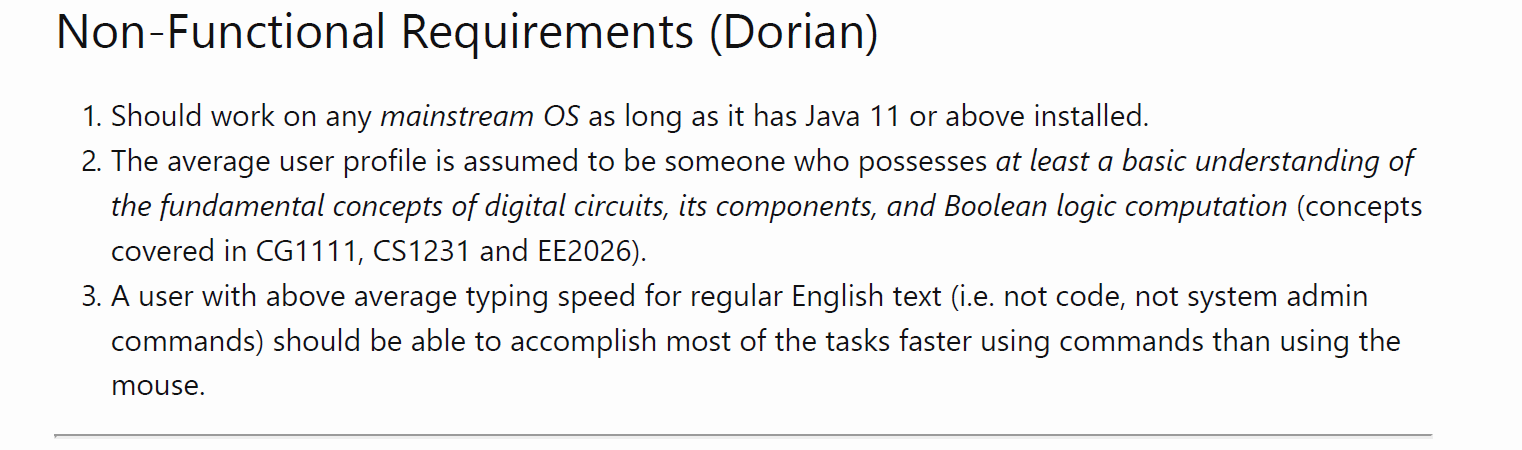 Non-Functional Requirements (Dorian)
1. Should work on any mainstream OS as long as it has Java 11 or above installed.
2. The average user profile is assumed to be someone who possesses at least a basic understanding of
the fundamental concepts of digital circuits, its components, and Boolean logic computation (concepts
covered in CG1111, CS1231 and EE2026).
3. A user with above average typing speed for regular English text (i.e. not code, not system admin
commands) should be able to accomplish most of the tasks faster using commands than using the
mouse.